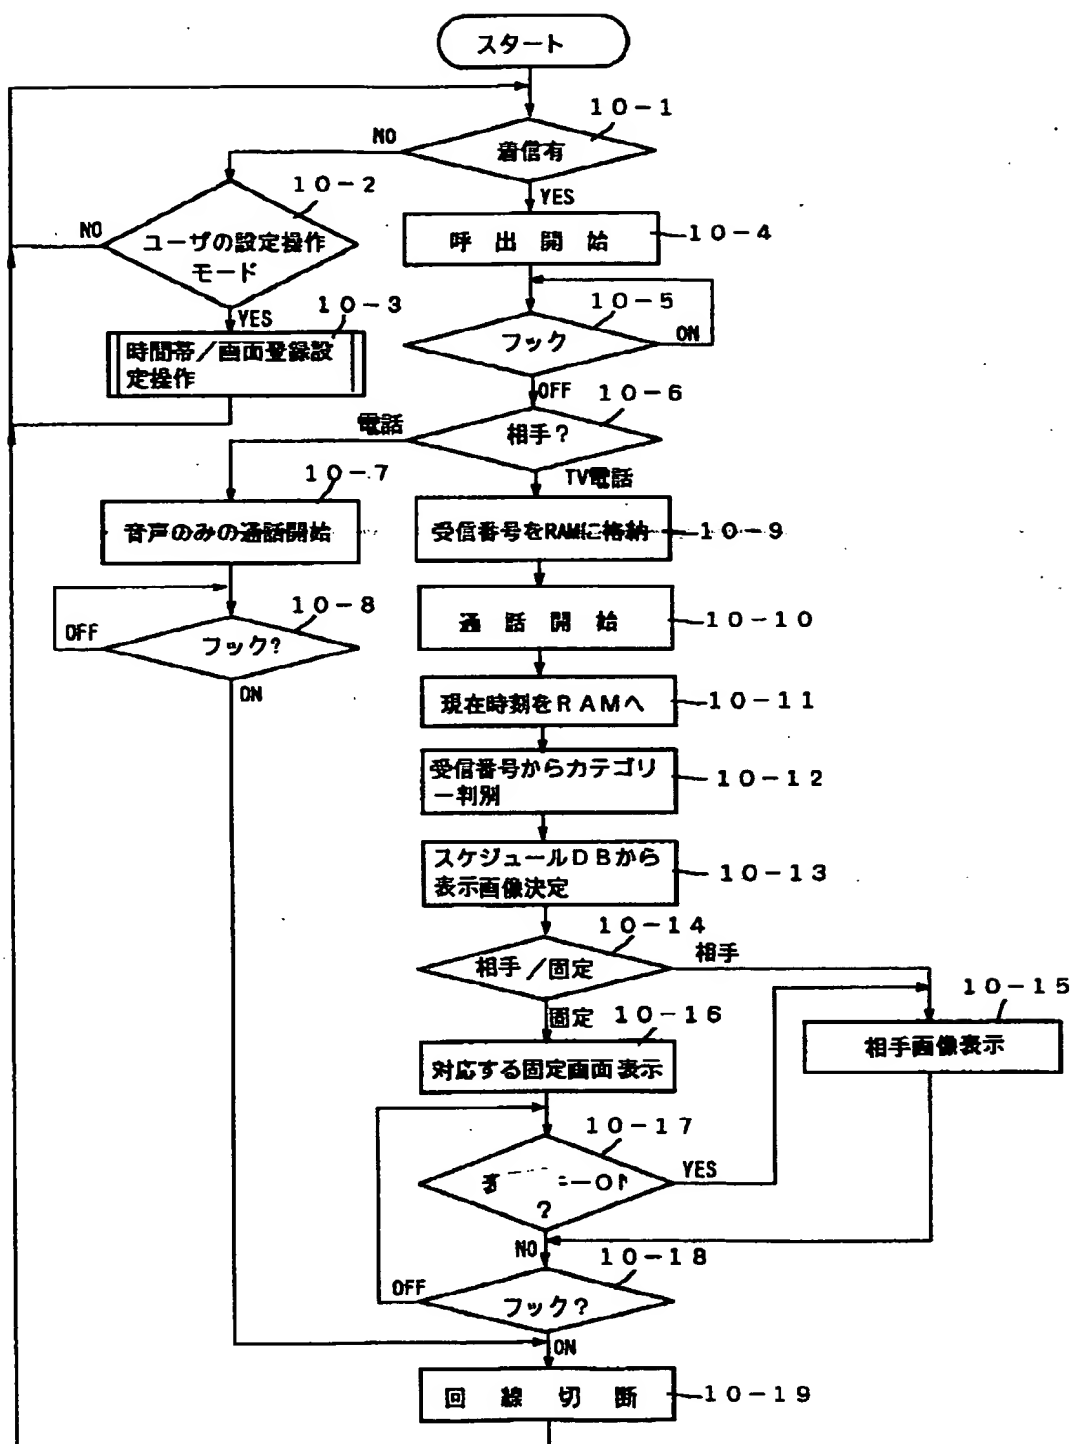 スタート
10-1
NO
着信有
YES
10-2
NO
ユーザの設定操作
モード
呼出開始
10-4
YES
10-3
時間帯/画面登録設
定操作
10-5
フック
ON
OFF
10-6
電話
相手?
TV電話
10-7
音声のみの通話開始
受信番号をRAMに格納
10-9
10-8
OFF
フック?
ON
通話開始
10-10
現在時刻をRAMへ
10-11
受信番号からカテゴリ
ー判別
10-12
スケジュールDBから
表示画像決定
10-13
10-14
相手/固定
相手
10-15
相手画像表示
固定
10-16
対応する固定画面表示
10-17
?
YES
NO
10-18
OFF
フック?
ON
回線切断
10-19